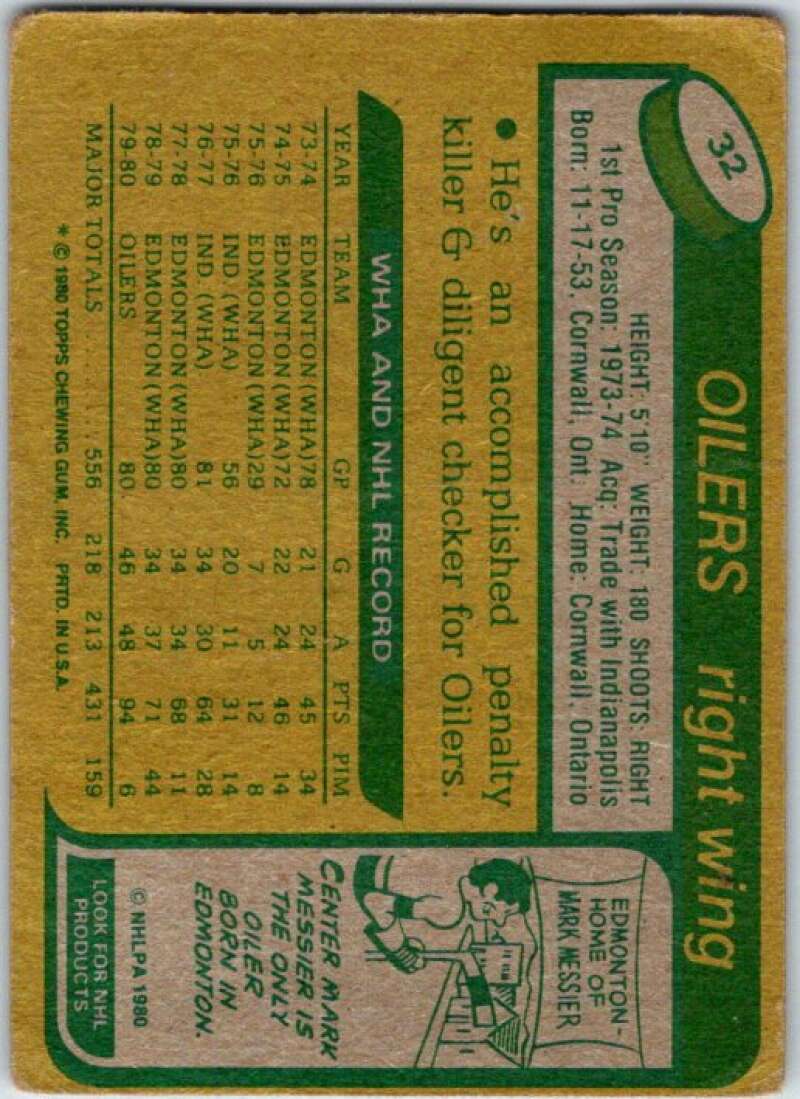 32
OILERS right wing
HEIGHT: 5'10" WEIGHT: 180 SHOOTS: RIGHT
1st Pro Season: 1973-74 Acq: Trade with Indianapolis
Born: 11-17-53, Cornwall, Ont: Home: Cornwall, Ontario
● He's an accomplished penalty
killer & diligent checker for Oilers.
WHA AND NHL RECORD
YEAR TEAM GP G A PTS PIM
73-74 EDMONTON(WHA)78 21 24 45 34
74-75 EDMONTON(WHA)72 22 24 46 14
75-76 EDMONTON(WHA)29 7 5 12 8
75-76 IND. (WHA) 56 20 11 31 14
76-77 IND. (WHA) 81 34 30 64 28
77-78 EDMONTON(WHA)80 34 34 68 11
78-79 EDMONTON(WHA)80 34 37 71 44
79-80 OILERS 80 46 48 94 6
MAJOR TOTALS . . . . . . . . . 556 218 213 431 159
* © 1980 TOPPS CHEWING GUM, INC. PRTD. IN U.S.A.
EDMONTON-
HOME OF
MARK MESSIER
CENTER MARK
MESSIER IS
THE ONLY
OILER
BORN IN
EDMONTON.
© NHLPA 1980
LOOK FOR NHL
PRODUCTS